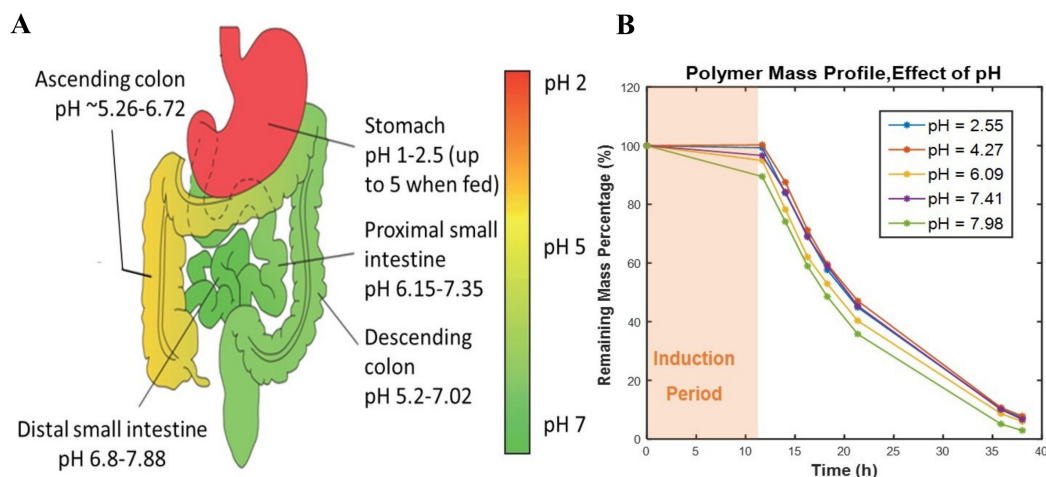 A
Ascending colon
pH ~5.26-6.72
Stomach
pH 1-2.5 (up
to 5 when fed)
Proximal small
intestine
pH 6.15-7.35
Descending
colon
pH 5.2-7.02
Distal small intestine
pH 6.8-7.88
pH 2
pH 5
pH 7
B
Polymer Mass Profile,Effect of pH
Remaining Mass Percentage (%)
120
100
80
60
40
20
0
Induction
Period
pH = 2.55
pH = 4.27
pH = 6.09
pH = 7.41
pH = 7.98
0 5 10 15 20 25 30 35 40
Time (h)